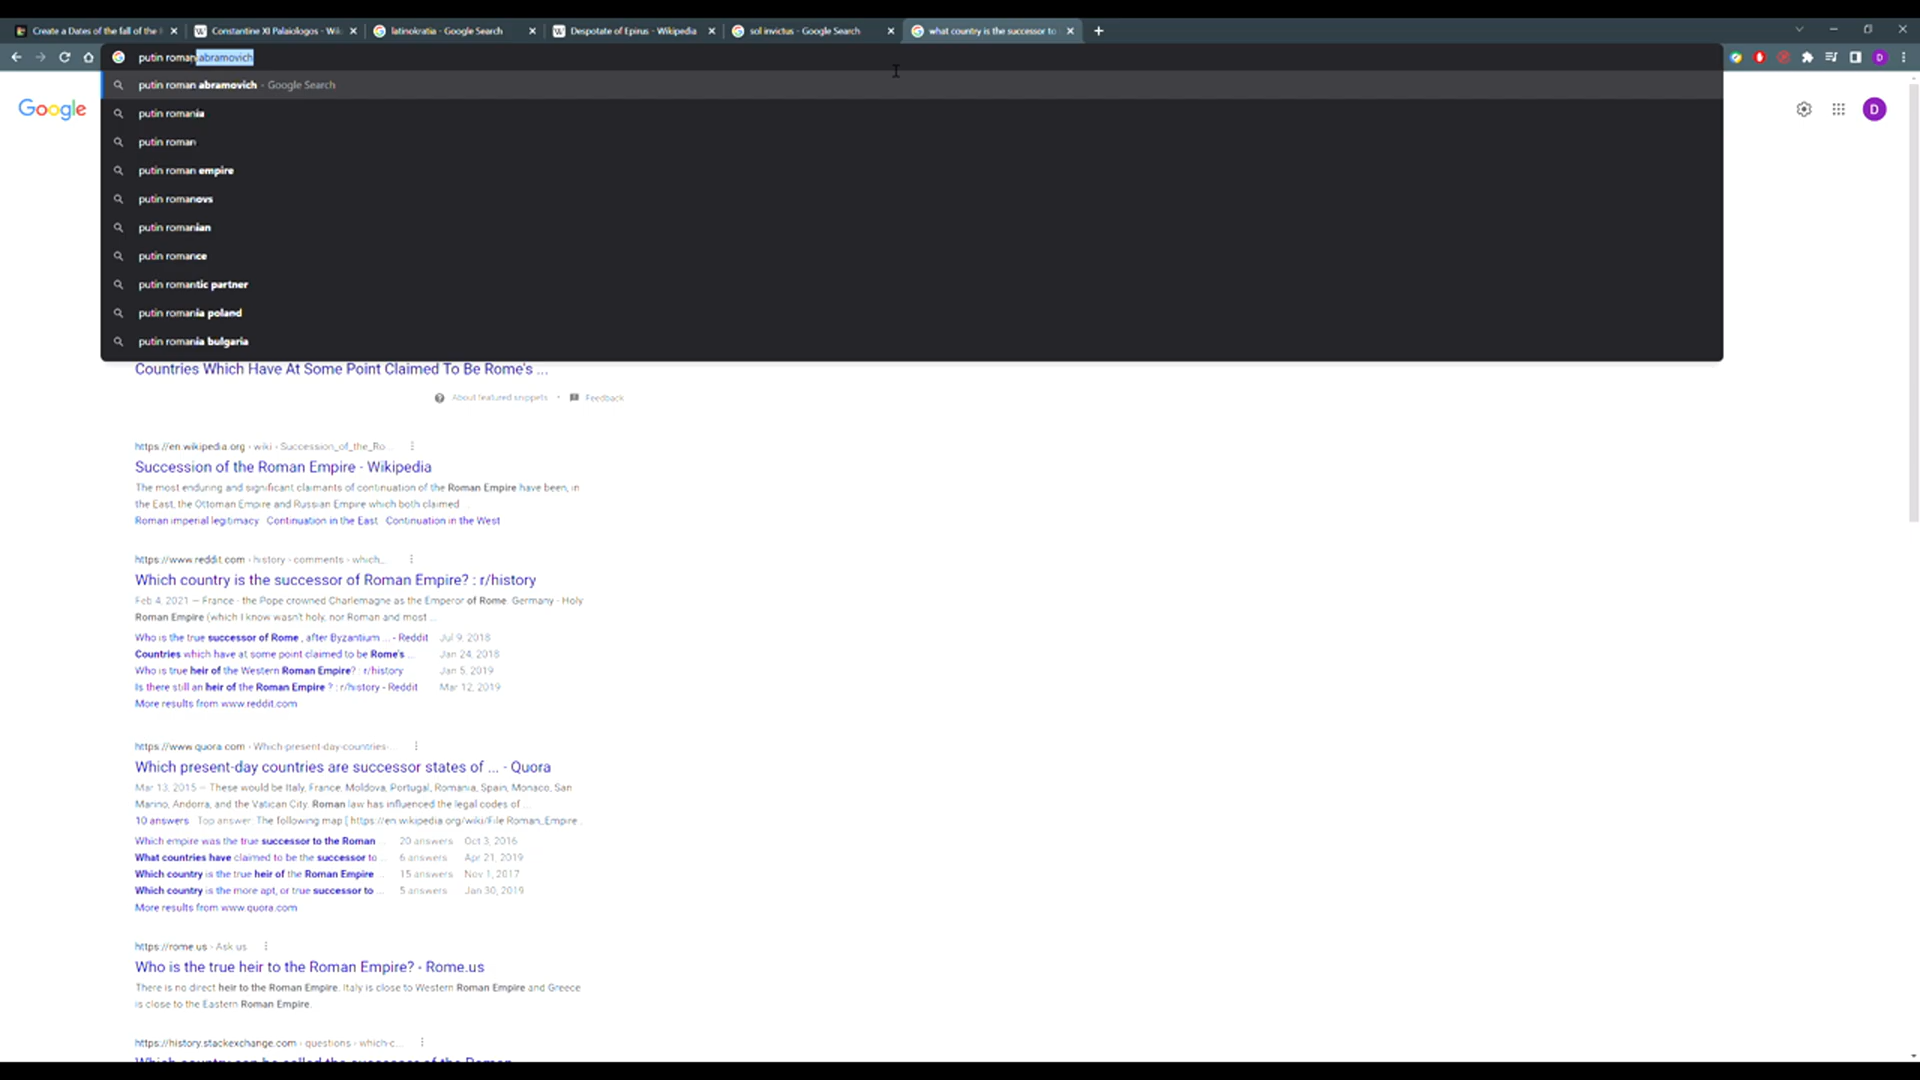 Create a Dates of the fall of the
Constantine XI Palaiologos - Wik
latinokratia - Google Search
Despotate of Epirus - Wikipedia
sol invictus - Google Search
what country is the successor to
putin roman abramovich
D
putin roman abramovich - Google Search
Google
D
putin romania
putin roman
putin roman empire
putin romanovs
putin romanian
putin romance
putin romantic partner
putin romania poland
putin romania bulgaria
Countries Which Have At Some Point Claimed To Be Rome's ...
About featured snippets • Feedback
https://en.wikipedia.org › wiki › Succession_of_the_Ro...
Succession of the Roman Empire - Wikipedia
The most enduring and significant claimants of continuation of the Roman Empire have been, in
the East, the Ottoman Empire and Russian Empire which both claimed
Roman imperial legitimacy · Continuation in the East · Continuation in the West
https://www.reddit.com › history › comments › which_...
Which country is the successor of Roman Empire? : r/history
Feb 4, 2021 — France - the Pope crowned Charlemagne as the Emperor of Rome. Germany - Holy
Roman Empire (which I know wasn't holy, nor Roman and most ...
Who is the true successor of Rome , after Byzantium ... - Reddit Jul 9, 2018
Countries which have at some point claimed to be Rome's ... Jan 24, 2018
Who is true heir of the Western Roman Empire? : r/history Jan 5, 2019
Is there still an heir of the Roman Empire ? : r/history - Reddit Mar 12, 2019
More results from www.reddit.com
https://www.quora.com › Which-present-day-countries-...
Which present-day countries are successor states of ... - Quora
Mar 13, 2015 — These would be Italy, France, Moldova, Portugal, Romania, Spain, Monaco, San
Marino, Andorra, and the Vatican City. Roman law has influenced the legal codes of ...
10 answers · Top answer: The following map [ https://en.wikipedia.org/wiki/File:Roman_Empire...
Which empire was the true successor to the Roman ... 20 answers Oct 3, 2016
What countries have claimed to be the successor to ... 6 answers Apr 21, 2019
Which country is the true heir of the Roman Empire ... 15 answers Nov 1, 2017
Which country is the more apt, or true successor to ... 5 answers Jan 30, 2019
More results from www.quora.com
https://rome.us › Ask us
Who is the true heir to the Roman Empire? - Rome.us
There is no direct heir to the Roman Empire. Italy is close to Western Roman Empire and Greece
is close to the Eastern Roman Empire.
https://history.stackexchange.com › questions › which-c...
Which country can be called the successor of the Roman